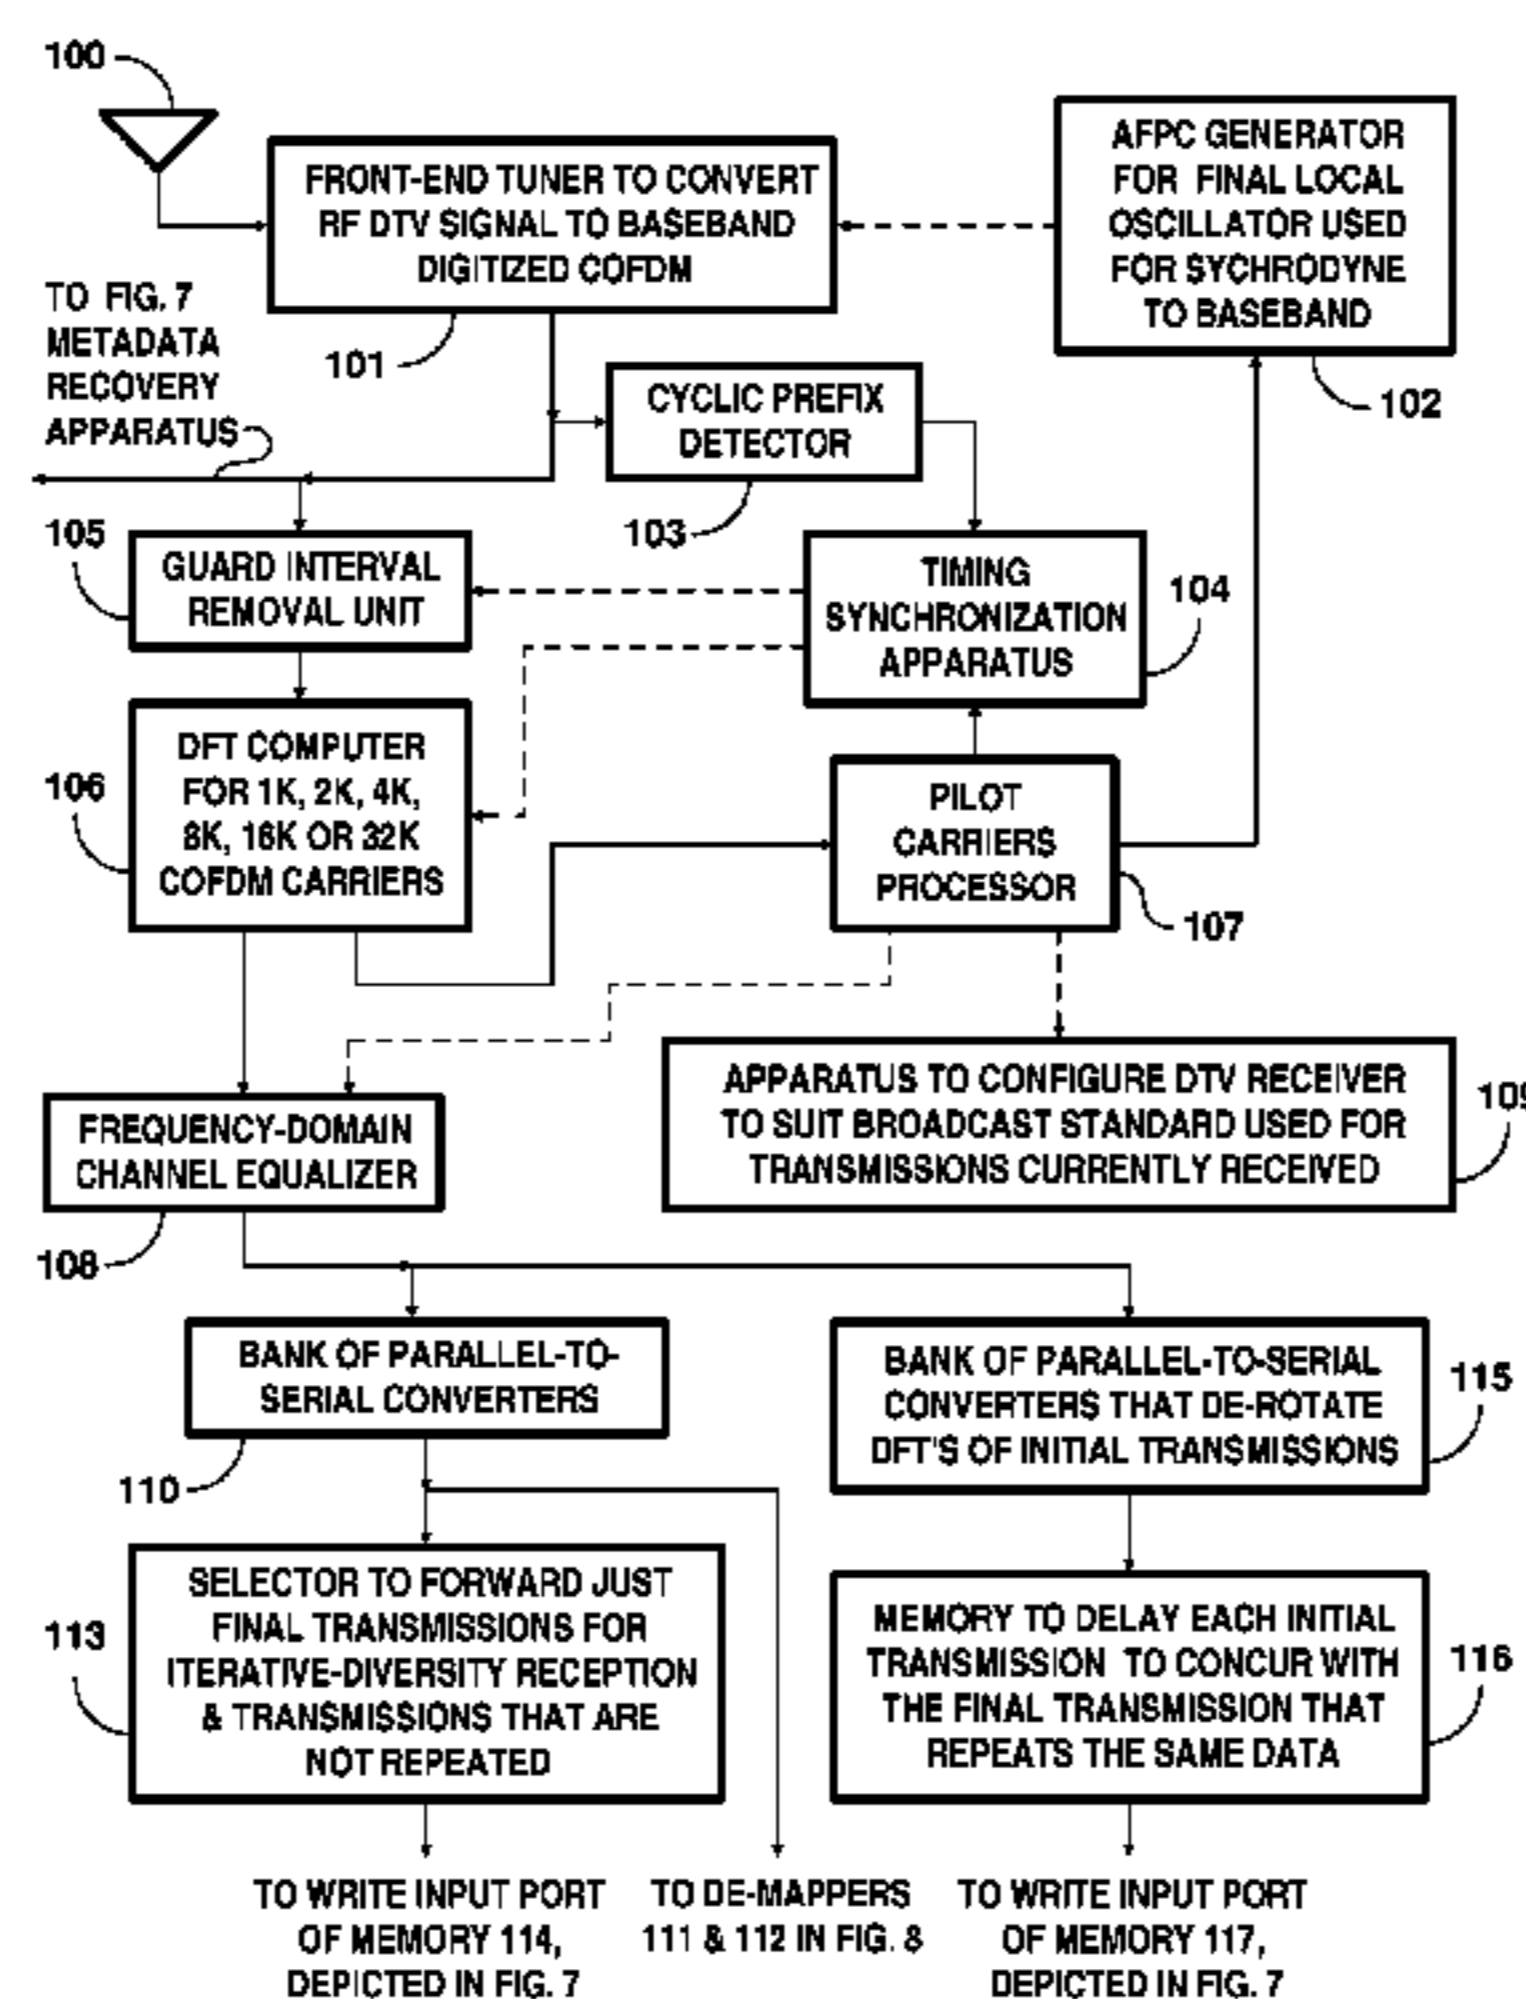 100
FRONT-END TUNER TO CONVERT
RF DTV SIGNAL TO BASEBAND
DIGITIZED COFDM
101
AFPC GENERATOR
FOR FINAL LOCAL
OSCILLATOR USED
FOR SYCHRODYNE
TO BASEBAND
102
TO FIG. 7
METADATA
RECOVERY
APPARATUS
CYCLIC PREFIX
DETECTOR
103
105
GUARD INTERVAL
REMOVAL UNIT
TIMING
SYNCHRONIZATION
APPARATUS
104
106
DFT COMPUTER
FOR 1K, 2K, 4K,
8K, 16K OR 32K
COFDM CARRIERS
PILOT
CARRIERS
PROCESSOR
107
FREQUENCY-DOMAIN
CHANNEL EQUALIZER
108
APPARATUS TO CONFIGURE DTV RECEIVER
TO SUIT BROADCAST STANDARD USED FOR
TRANSMISSIONS CURRENTLY RECEIVED
109
BANK OF PARALLEL-TO-
SERIAL CONVERTERS
110
BANK OF PARALLEL-TO-SERIAL
CONVERTERS THAT DE-ROTATE
DFT'S OF INITIAL TRANSMISSIONS
115
113
SELECTOR TO FORWARD JUST
FINAL TRANSMISSIONS FOR
ITERATIVE-DIVERSITY RECEPTION
& TRANSMISSIONS THAT ARE
NOT REPEATED
MEMORY TO DELAY EACH INITIAL
TRANSMISSION TO CONCUR WITH
THE FINAL TRANSMISSION THAT
REPEATS THE SAME DATA
116
TO WRITE INPUT PORT
OF MEMORY 114,
DEPICTED IN FIG. 7
TO DE-MAPPERS
111 & 112 IN FIG. 8
TO WRITE INPUT PORT
OF MEMORY 117,
DEPICTED IN FIG. 7